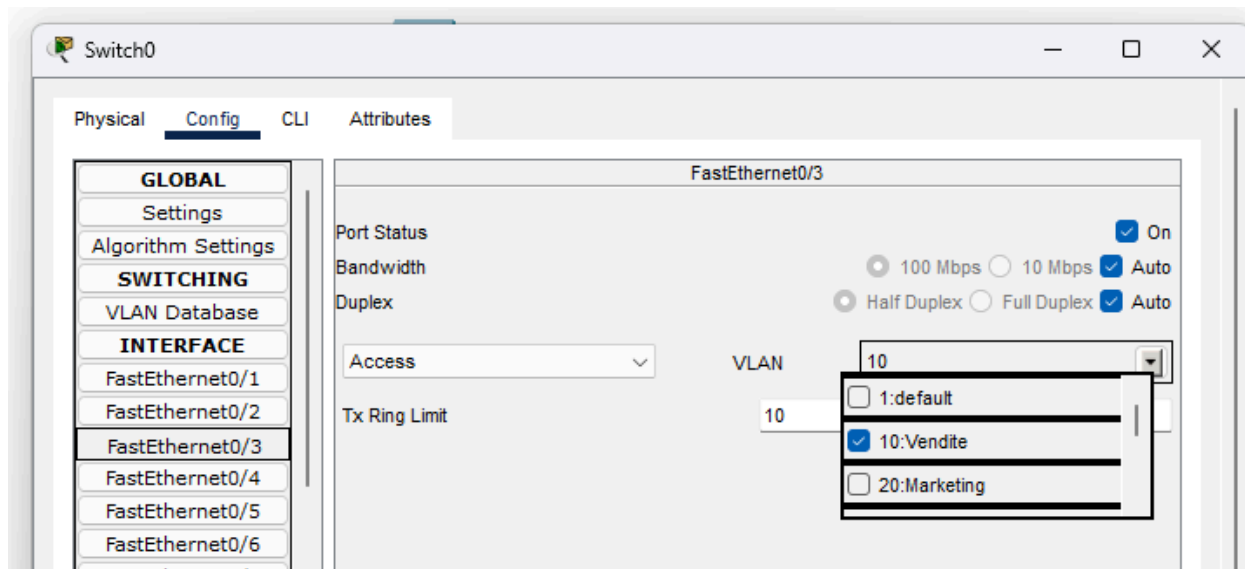 Switch0
Physical Config CLI Attributes
GLOBAL
Settings
Algorithm Settings
SWITCHING
VLAN Database
INTERFACE
FastEthernet0/1
FastEthernet0/2
FastEthernet0/3
FastEthernet0/4
FastEthernet0/5
FastEthernet0/6
FastEthernet0/3
Port Status On
Bandwidth 100 Mbps 10 Mbps Auto
Duplex Half Duplex Full Duplex Auto
Access VLAN 10
1:default
Tx Ring Limit 10
10:Vendite
20:Marketing